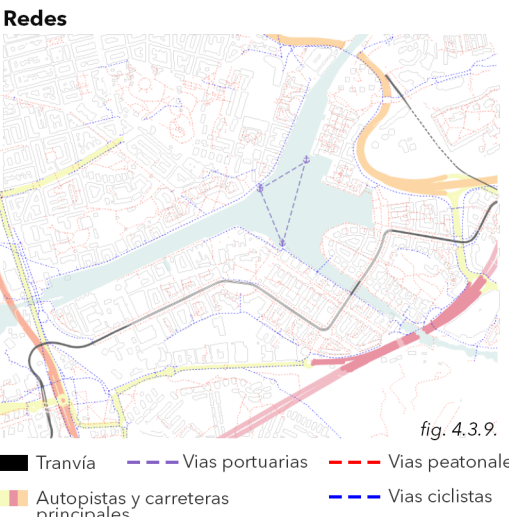 Redes
fig. 4.3.9.
Tranvía
Vias portuarias
Vias peatonale
Autopistas y carreteras
principales
Vias ciclistas